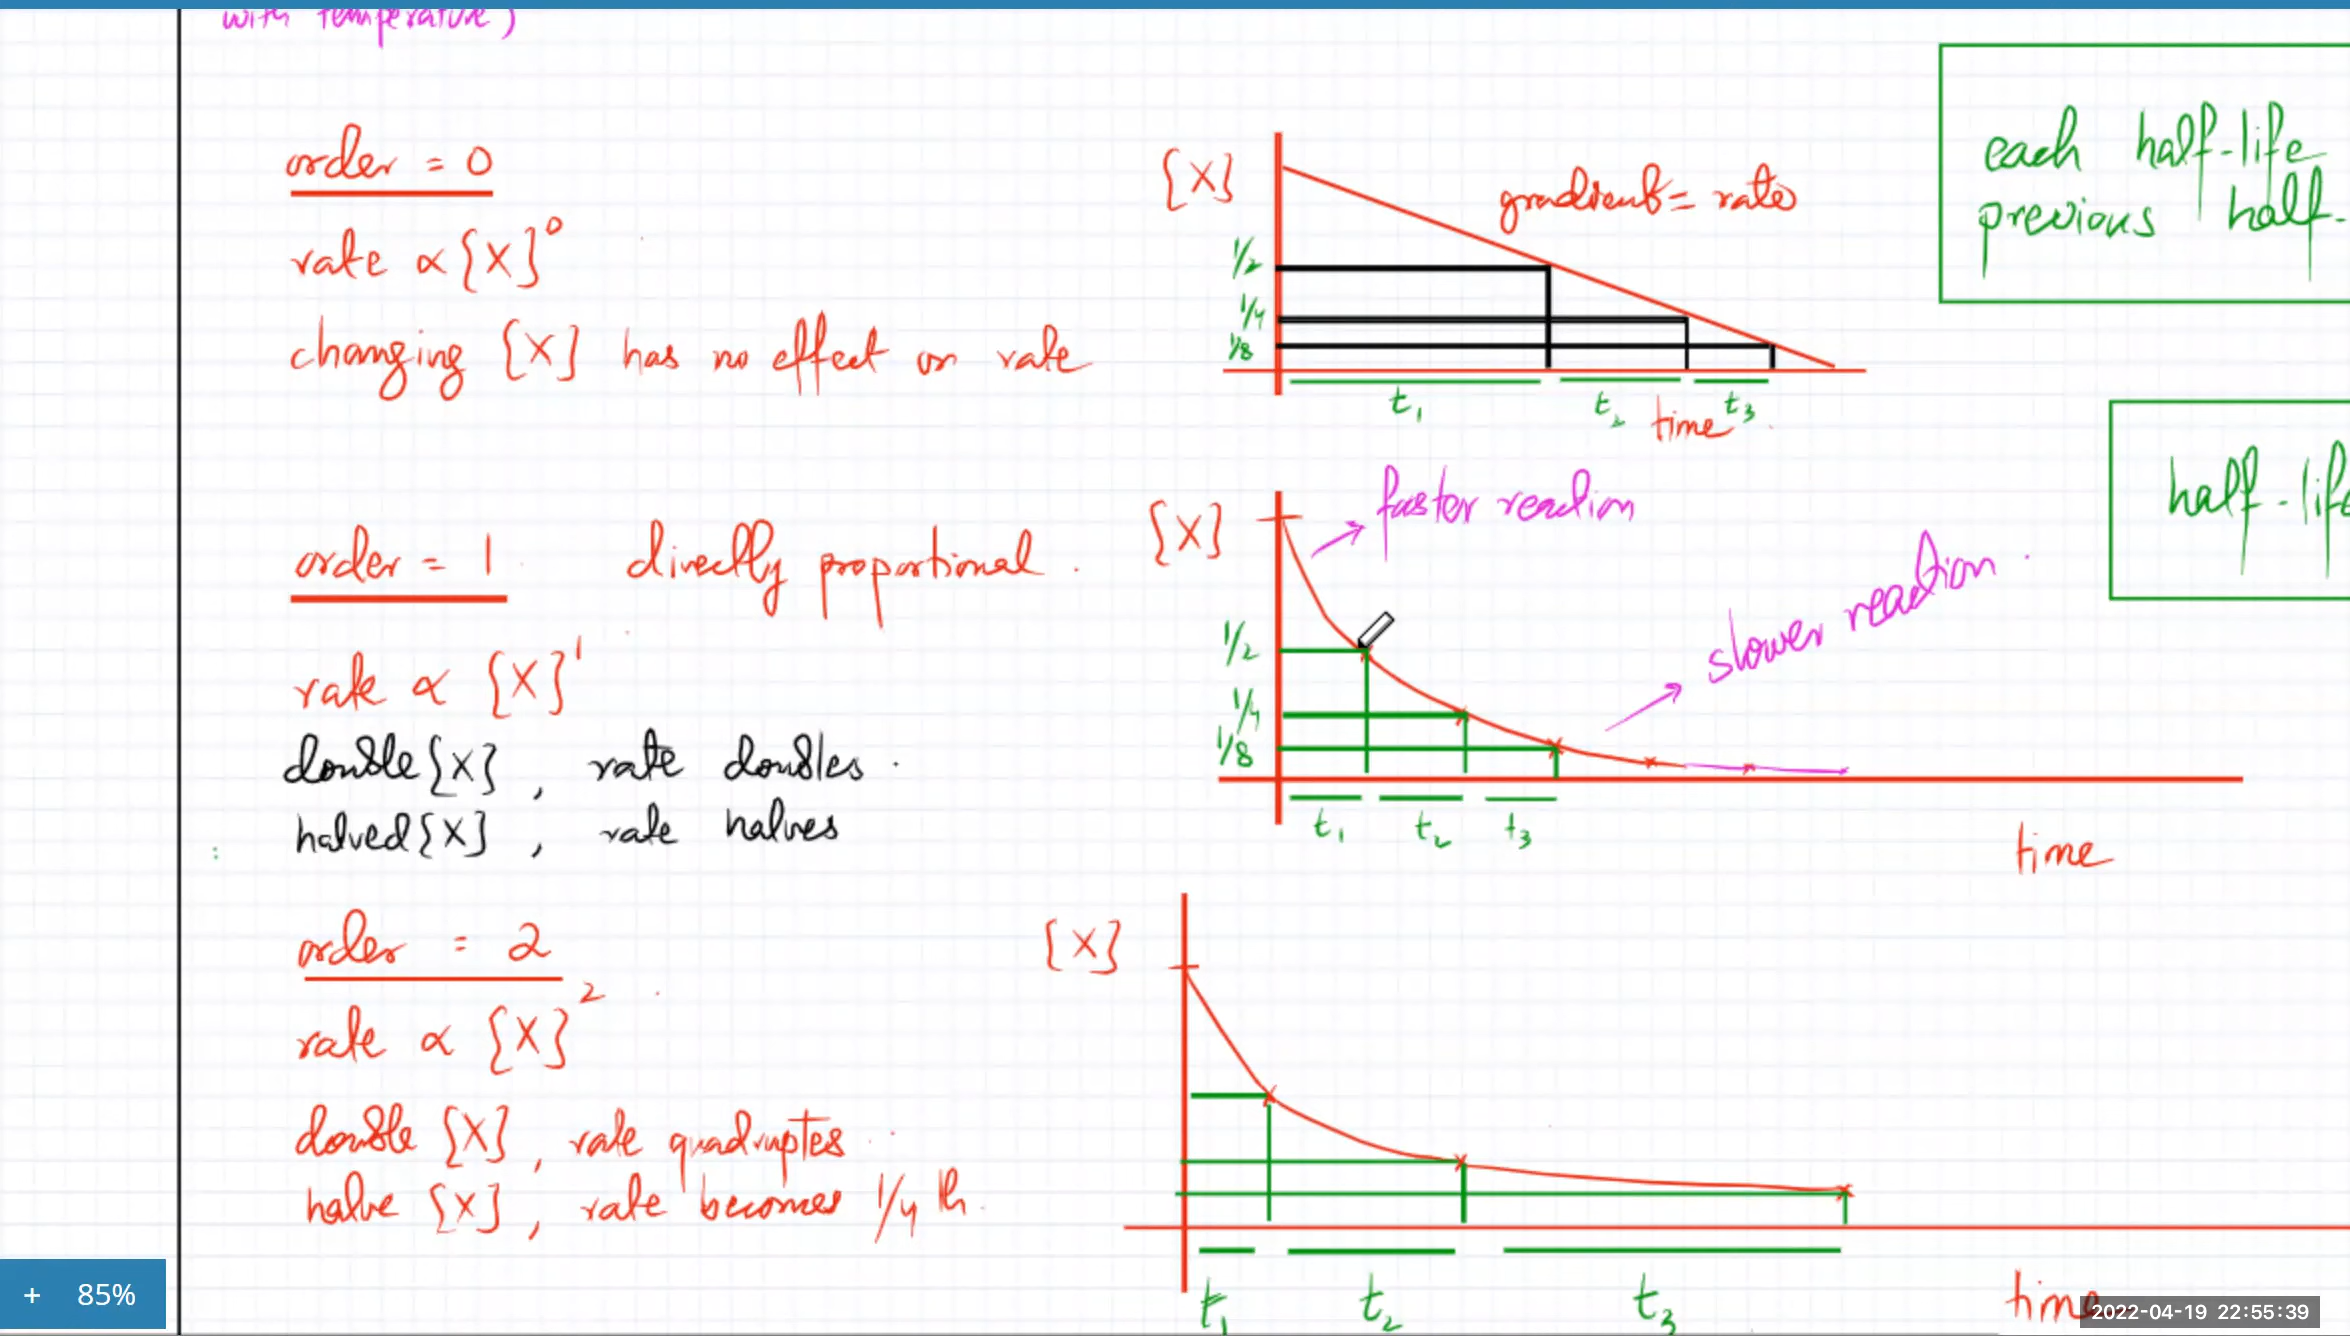 with temperature)
order = 0
rate ∝ [X]⁰
changing [X] has no effect on rate
[X]
gradient = rate
1/2
1/4
1/8
t₁
t₂
t₃
time
each half-life
previous half-
order = 1
directly proportional.
rate ∝ [X]¹
double [X], rate doubles.
halved [X], rate halves
[X]
faster reaction
slower reaction.
1/2
1/4
1/8
t₁
t₂
t₃
time
half-life
order = 2
rate ∝ [X]²
double [X], rate quadruples
halve [X], rate becomes 1/4 th.
[X]
t₁
t₂
t₃
time
+ 85%
2022-04-19 22:55:39